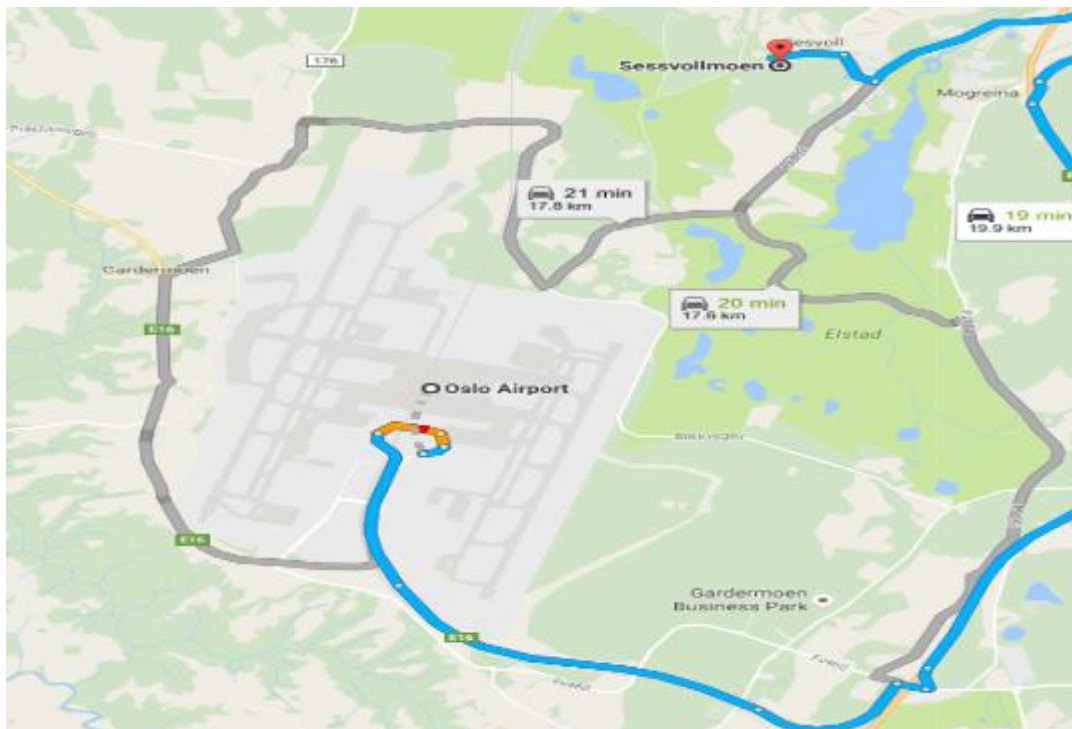 176
Sessvollmoen
Mogreina
21 min
17.8 km
19 min
19.9 km
Gardermoen
20 min
17.6 km
E16
Elstad
Oslo Airport
E16
Gardermoen
Business Park
E16